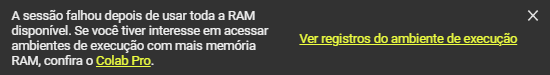 A sessão falhou depois de usar toda a RAM
disponível. Se você tiver interesse em acessar
ambientes de execução com mais memória
RAM, confira o Colab Pro.
Ver registros do ambiente de execução